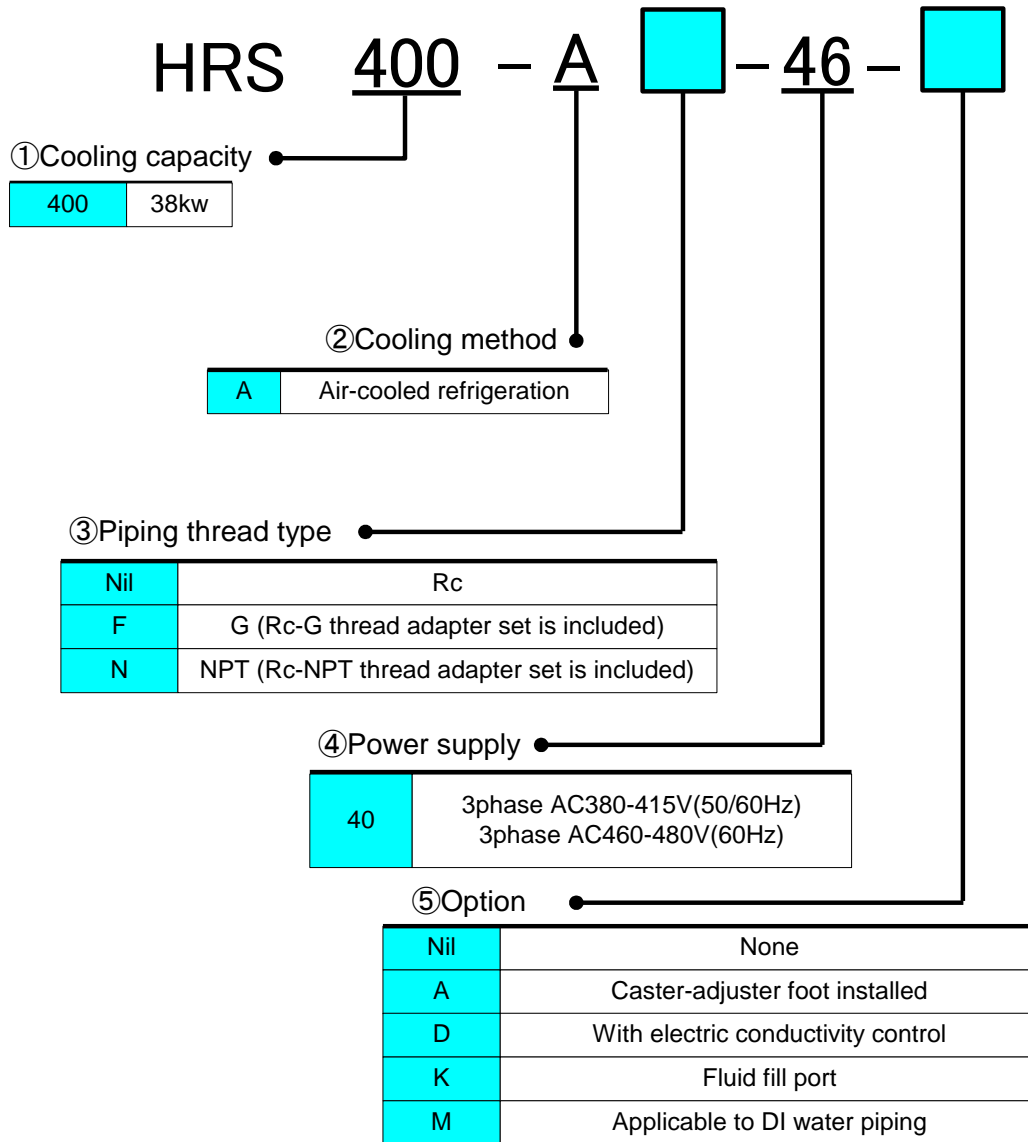 HRS 400 – A – 46 –
①Cooling capacity
400 38kw
②Cooling method
A Air-cooled refrigeration
③Piping thread type
Nil Rc
F G (Rc-G thread adapter set is included)
N NPT (Rc-NPT thread adapter set is included)
④Power supply
40 3phase AC380-415V(50/60Hz)
3phase AC460-480V(60Hz)
⑤Option
Nil None
A Caster-adjuster foot installed
D With electric conductivity control
K Fluid fill port
M Applicable to DI water piping